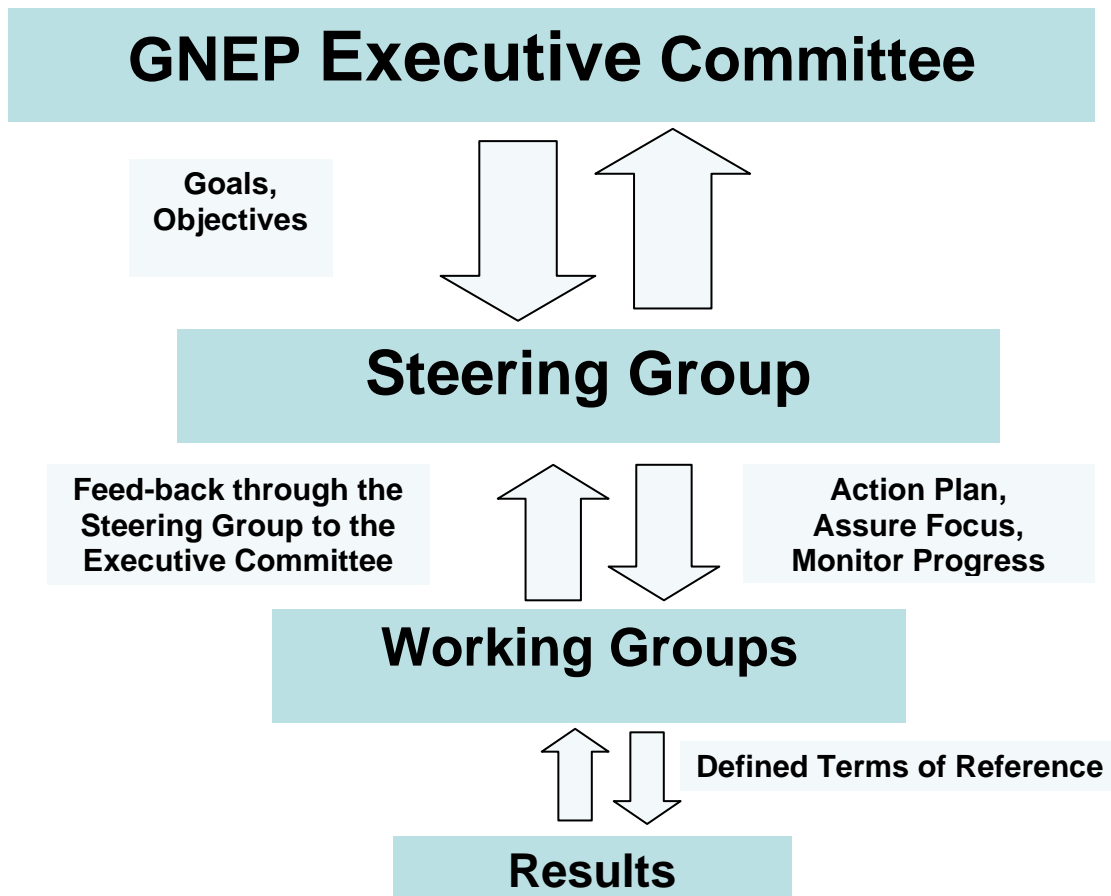 GNEP Executive Committee
Goals,
Objectives
Steering Group
Feed-back through the
Steering Group to the
Executive Committee
Action Plan,
Assure Focus,
Monitor Progress
Working Groups
Defined Terms of Reference
Results